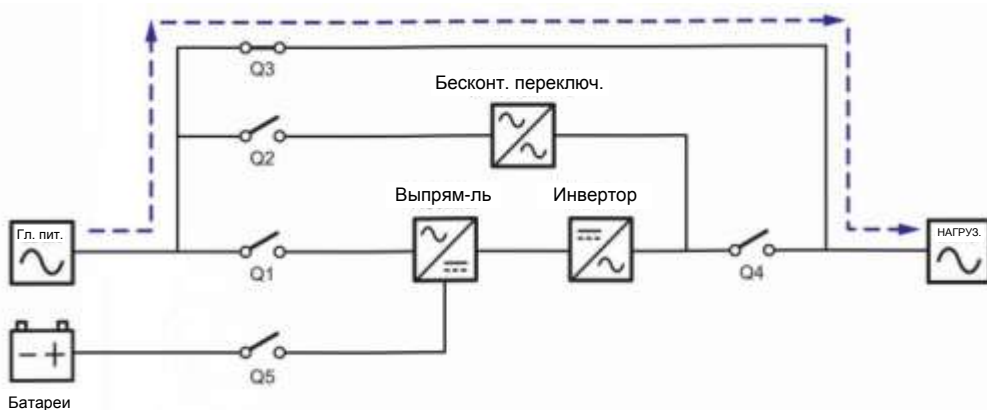 Q3
Бесконт. переключ.
Q2
Выпрям-ль
Инвертор
Гл. пит.
НАГРУЗ.
Q1
Q4
Q5
Батареи